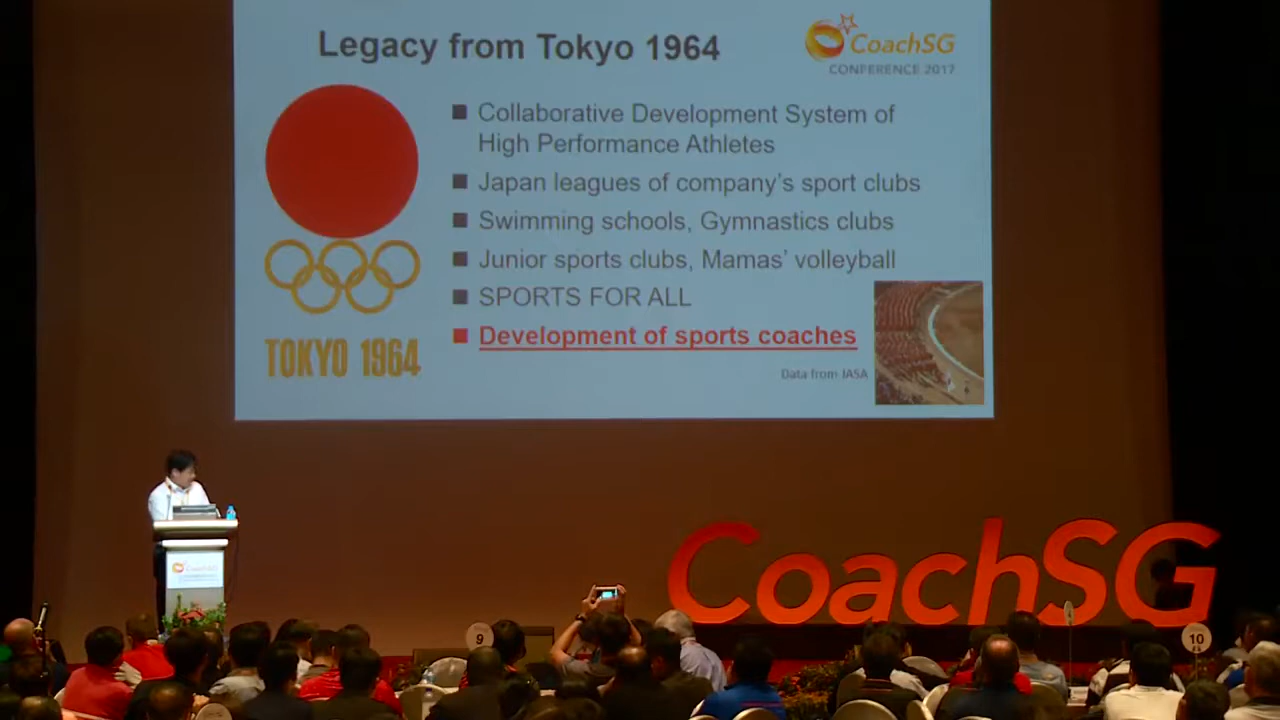 Legacy from Tokyo 1964
CoachSG
CONFERENCE 2017
Collaborative Development System of
High Performance Athletes
Japan leagues of company's sport clubs
Swimming schools, Gymnastics clubs
Junior sports clubs, Mamas' volleyball
SPORTS FOR ALL
Development of sports coaches
TOKYO 1964
Data from JASA
CoachSG
CoachSG
9
10